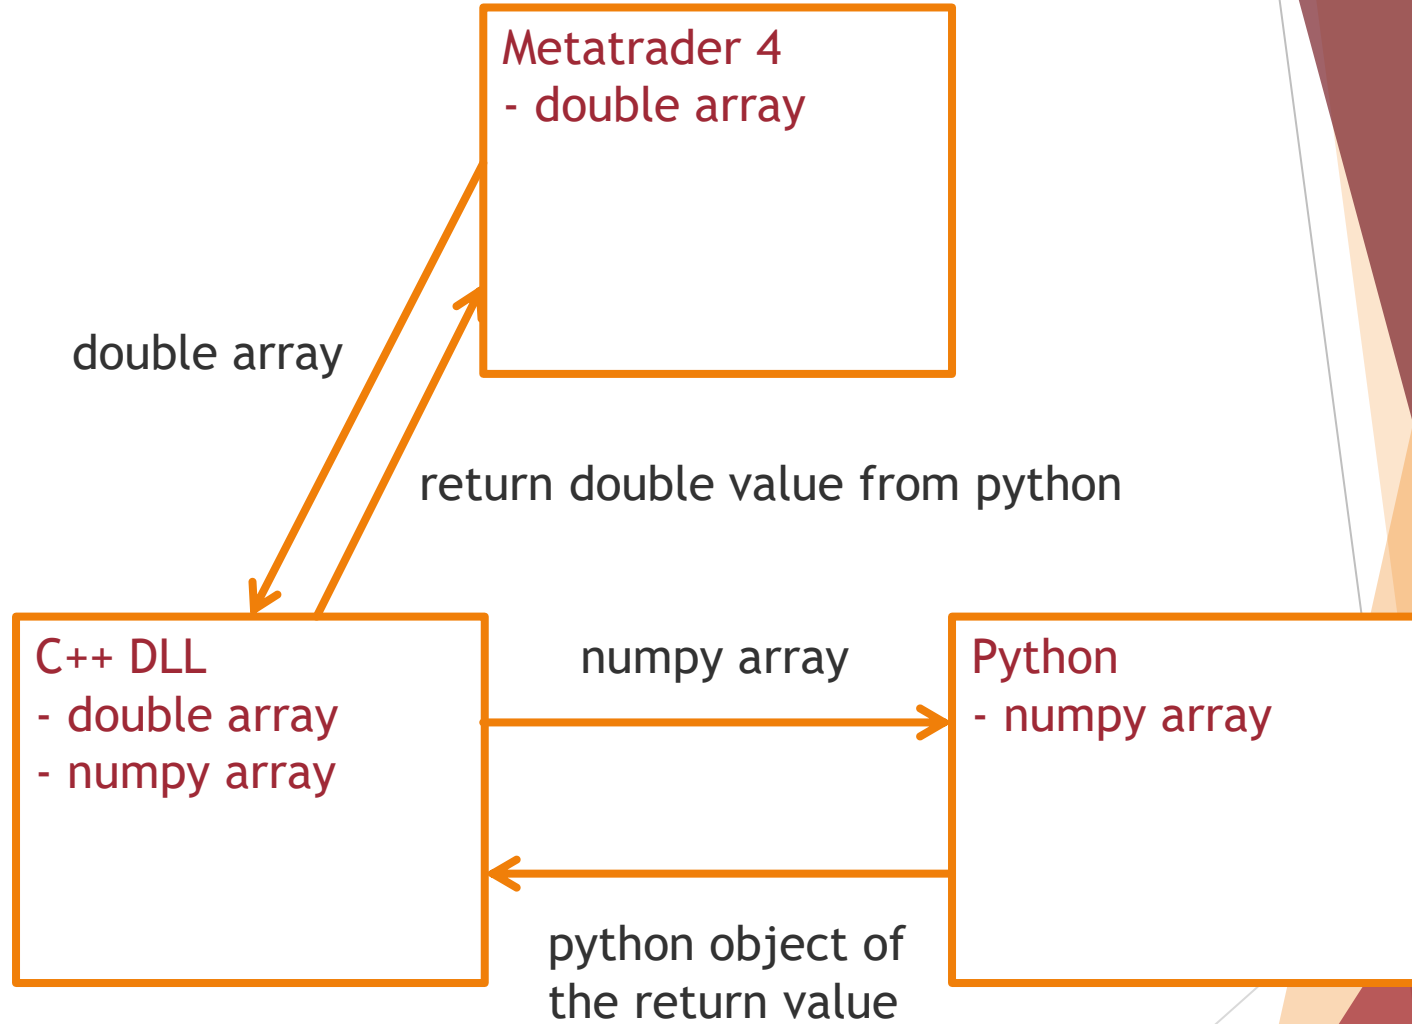 Metatrader 4
- double array
double array
return double value from python
C++ DLL
- double array
- numpy array
numpy array
Python
- numpy array
python object of
the return value